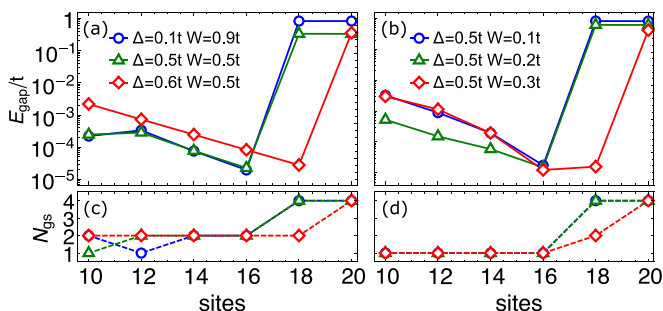 (a)
Δ=0.1t W=0.9t
Δ=0.5t W=0.5t
Δ=0.6t W=0.5t
(b)
Δ=0.5t W=0.1t
Δ=0.5t W=0.2t
Δ=0.5t W=0.3t
E_gap/t
1
10⁻¹
10⁻²
10⁻³
10⁻⁴
10⁻⁵
(c)
(d)
N_gs
4
2
1
10 12 14 16 18 20
10 12 14 16 18 20
sites
sites